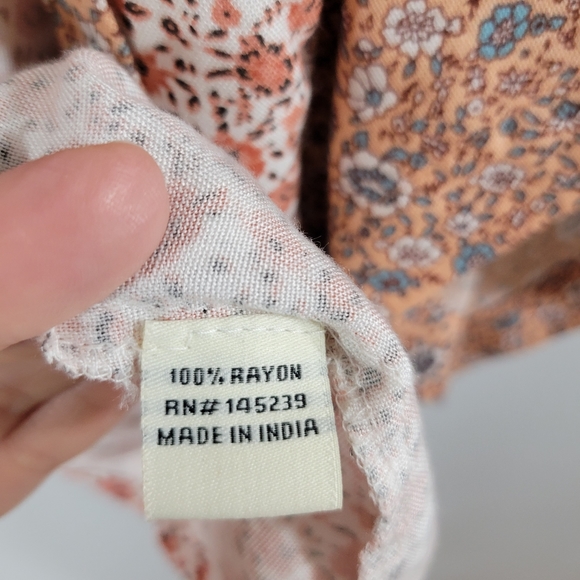 100% RAYON
RN# 145239
MADE IN INDIA